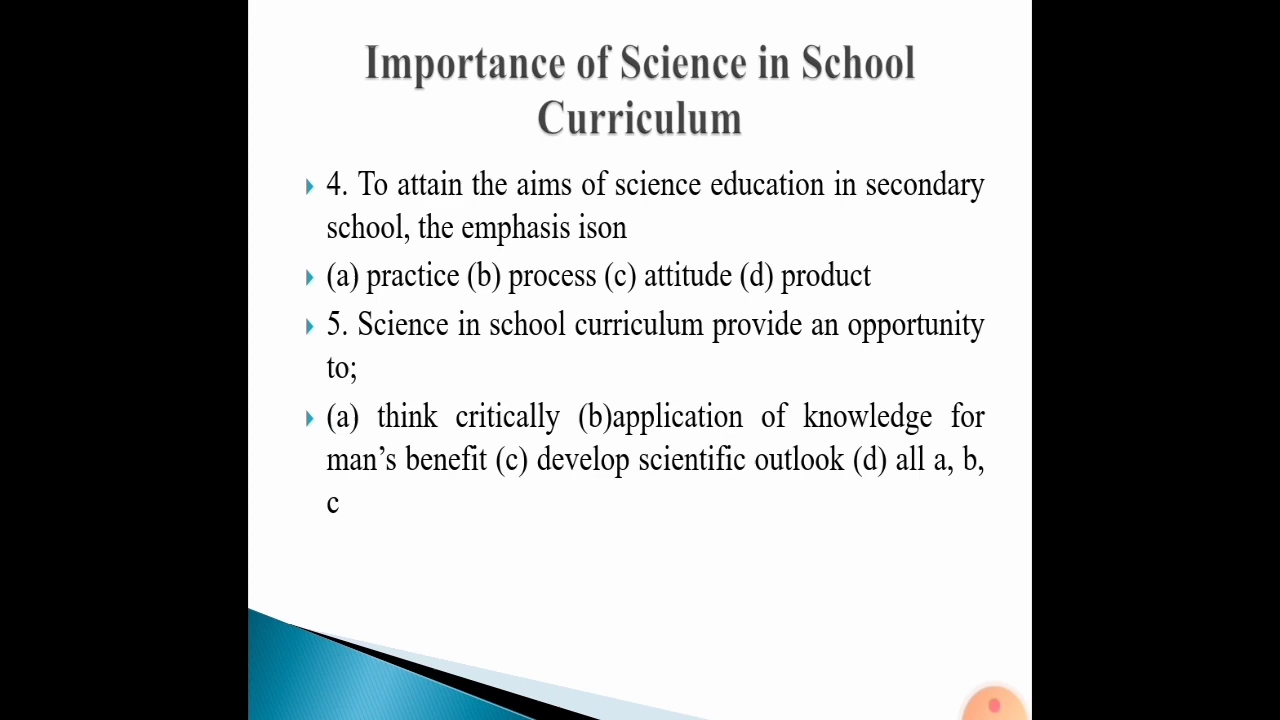 Importance of Science in School
Curriculum
4. To attain the aims of science education in secondary
school, the emphasis ison
(a) practice (b) process (c) attitude (d) product
5. Science in school curriculum provide an opportunity
to;
(a) think critically (b)application of knowledge for
man’s benefit (c) develop scientific outlook (d) all a, b,
c